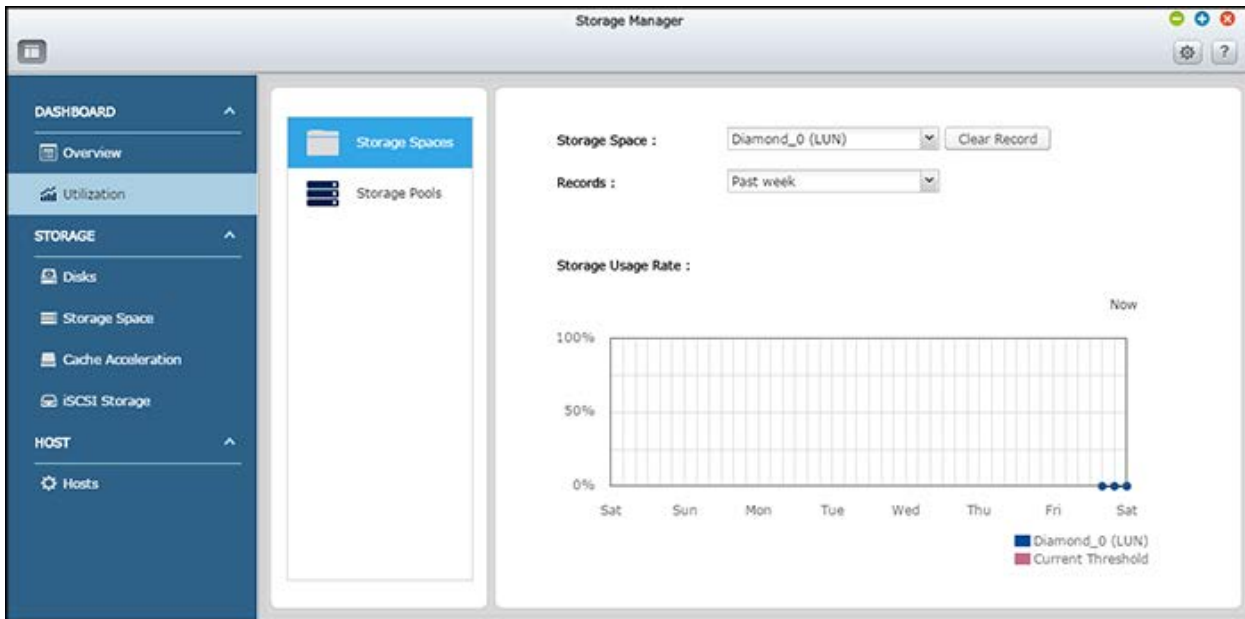 Storage Manager
?
DASHBOARD
Overview
Utilization
STORAGE
Disks
Storage Space
Cache Acceleration
iSCSI Storage
HOST
Hosts
Storage Spaces
Storage Pools
Storage Space :
Diamond_0 (LUN)
Clear Record
Records :
Past week
Storage Usage Rate :
Now
100%
50%
0%
Sat Sun Mon Tue Wed Thu Fri Sat
Diamond_0 (LUN)
Current Threshold